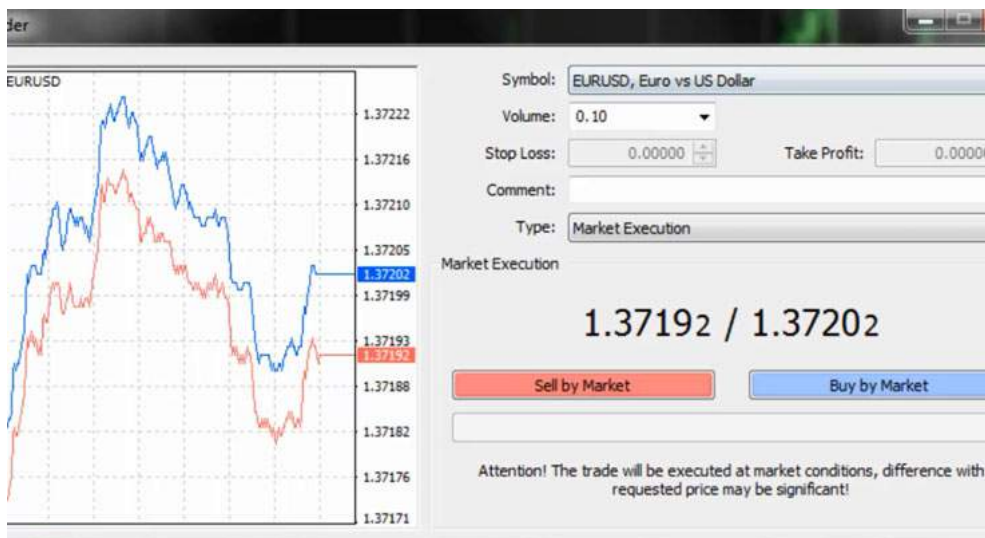 der
EURUSD
1.37222
1.37216
1.37210
1.37205
1.37202
1.37199
1.37193
1.37192
1.37188
1.37182
1.37176
1.37171
Symbol: EURUSD, Euro vs US Dollar
Volume: 0.10
Stop Loss: 0.00000 Take Profit: 0.0000
Comment:
Type: Market Execution
Market Execution
1.37192 / 1.37202
Sell by Market Buy by Market
Attention! The trade will be executed at market conditions, difference with
requested price may be significant!